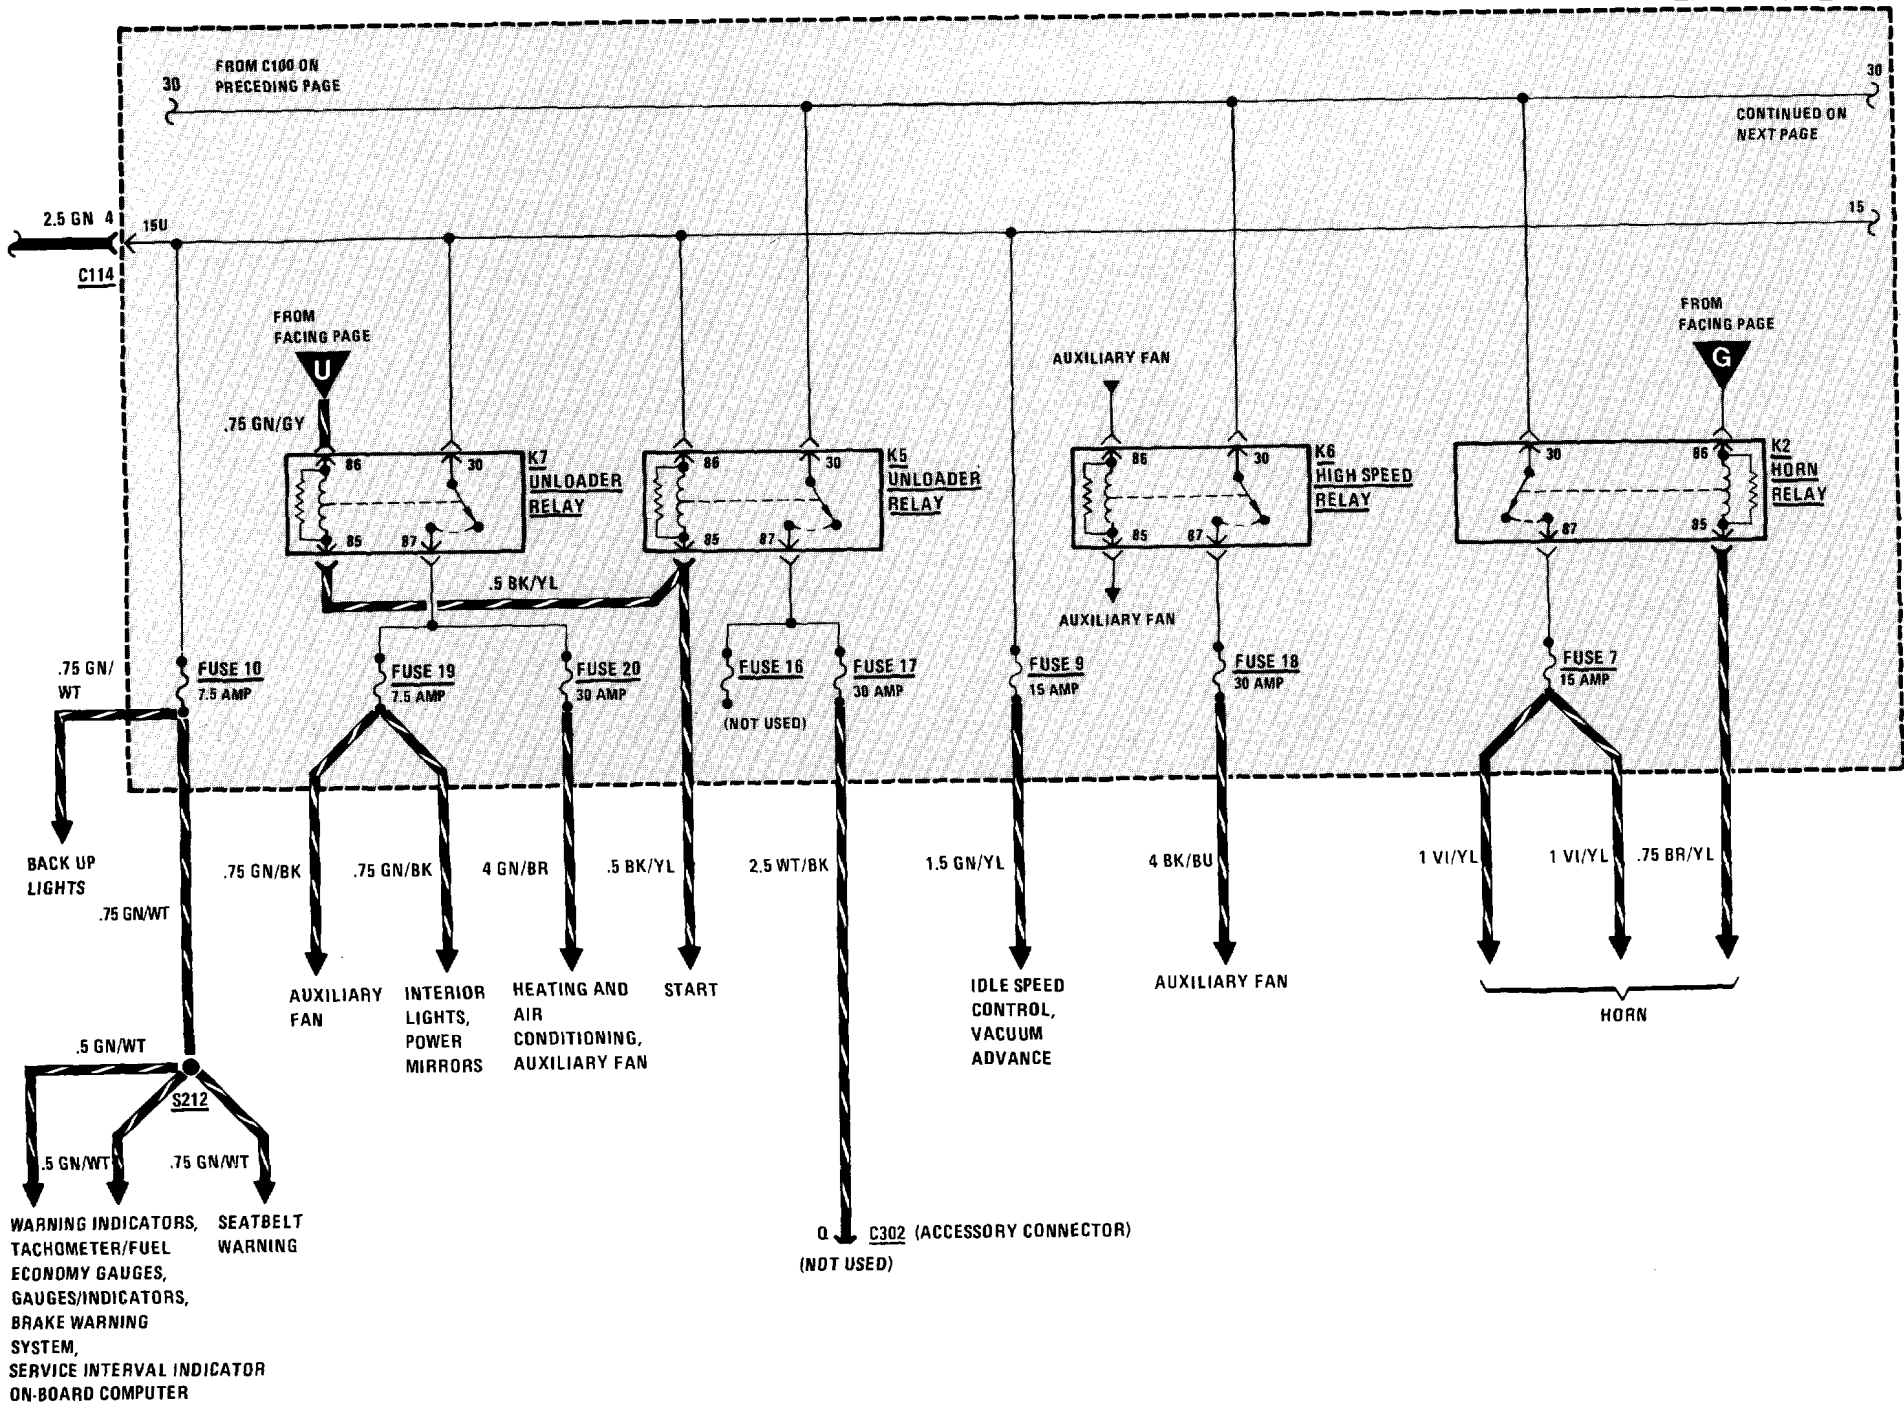 FROM C100 ON
PRECEDING PAGE
30
30
CONTINUED ON
NEXT PAGE
2.5 GN 4
15U
15
C114
FROM
FACING PAGE
U
.75 GN/GY
AUXILIARY FAN
FROM
FACING PAGE
G
86
30
85
87
K7
UNLOADER
RELAY
86
30
85
87
K5
UNLOADER
RELAY
86
30
85
87
K6
HIGH SPEED
RELAY
30
86
87
85
K2
HORN
RELAY
.5 BK/YL
AUXILIARY FAN
.75 GN/
WT
FUSE 10
7.5 AMP
FUSE 19
7.5 AMP
FUSE 20
30 AMP
FUSE 16
(NOT USED)
FUSE 17
30 AMP
FUSE 9
15 AMP
FUSE 18
30 AMP
FUSE 7
15 AMP
BACK UP
LIGHTS
.75 GN/WT
.75 GN/BK
.75 GN/BK
4 GN/BR
.5 BK/YL
2.5 WT/BK
1.5 GN/YL
4 BK/BU
1 VI/YL
1 VI/YL
.75 BR/YL
AUXILIARY
FAN
INTERIOR
LIGHTS,
POWER
MIRRORS
HEATING AND
AIR
CONDITIONING,
AUXILIARY FAN
START
IDLE SPEED
CONTROL,
VACUUM
ADVANCE
AUXILIARY FAN
HORN
.5 GN/WT
S212
.5 GN/WT
.75 GN/WT
WARNING INDICATORS,
TACHOMETER/FUEL
ECONOMY GAUGES,
GAUGES/INDICATORS,
BRAKE WARNING
SYSTEM,
SERVICE INTERVAL INDICATOR
ON-BOARD COMPUTER
SEATBELT
WARNING
Q
C302 (ACCESSORY CONNECTOR)
(NOT USED)